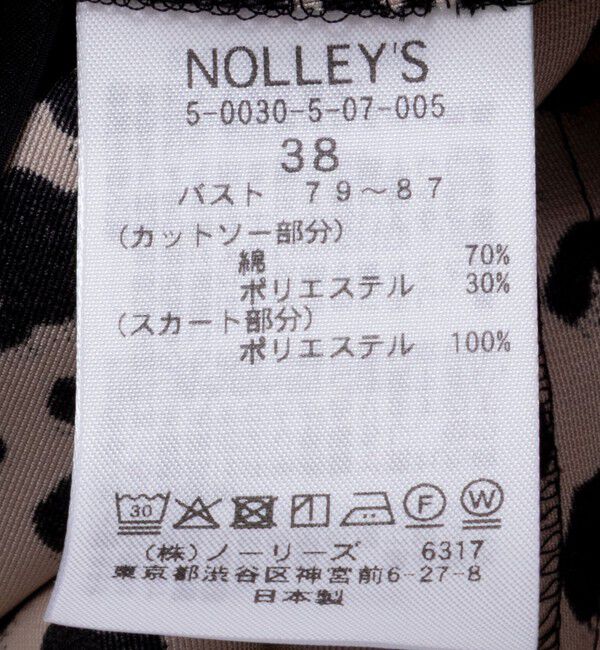 NOLLEY'S
5-0030-5-07-005
38
バスト 79～87
(カットソー部分)
綿 70%
ポリエステル 30%
(スカート部分)
ポリエステル 100%
30 F W
(株)ノーリーズ 6317
東京都渋谷区神宮前6-27-8
日本製